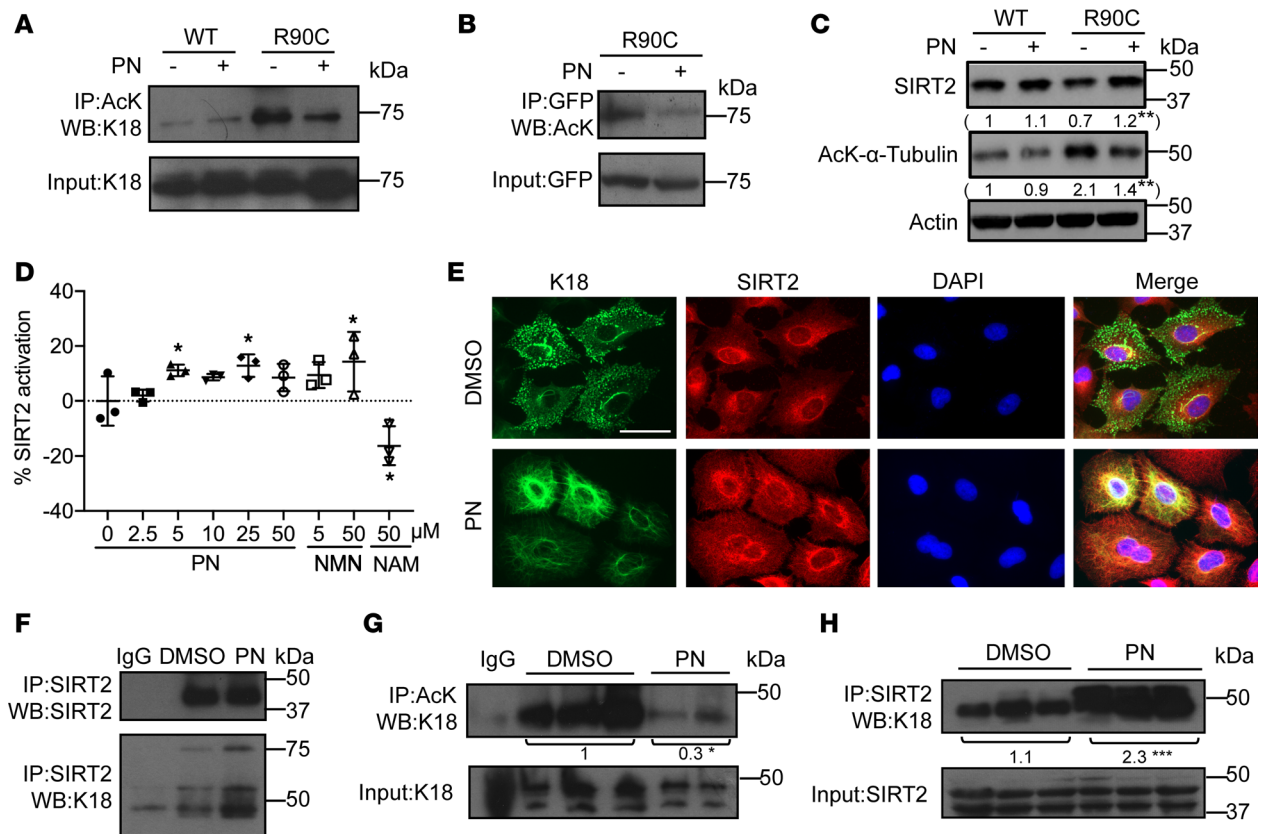 A
WT R90C
PN - + - + kDa
IP:AcK
WB:K18
75
Input:K18
75
B
R90C
PN - + kDa
IP:GFP
WB:AcK
75
Input:GFP
75
C
WT R90C
PN - + - + kDa
SIRT2
50
37
( 1 1.1 0.7 1.2**)
AcK-α-Tubulin
50
( 1 0.9 2.1 1.4**)
Actin
50
37
D
% SIRT2 activation
40
20
0
-20
-40
* * * *
0 2.5 5 10 25 50 5 50 50 µM
PN NMN NAM
E
K18 SIRT2 DAPI Merge
DMSO
PN
F
IgG DMSO PN kDa
IP:SIRT2
WB:SIRT2
50
37
IP:SIRT2
WB:K18
75
50
G
IgG DMSO PN kDa
IP:AcK
WB:K18
50
1 0.3 *
Input:K18
50
H
DMSO PN kDa
IP:SIRT2
WB:K18
50
1.1 2.3 ***
Input:SIRT2
50
37